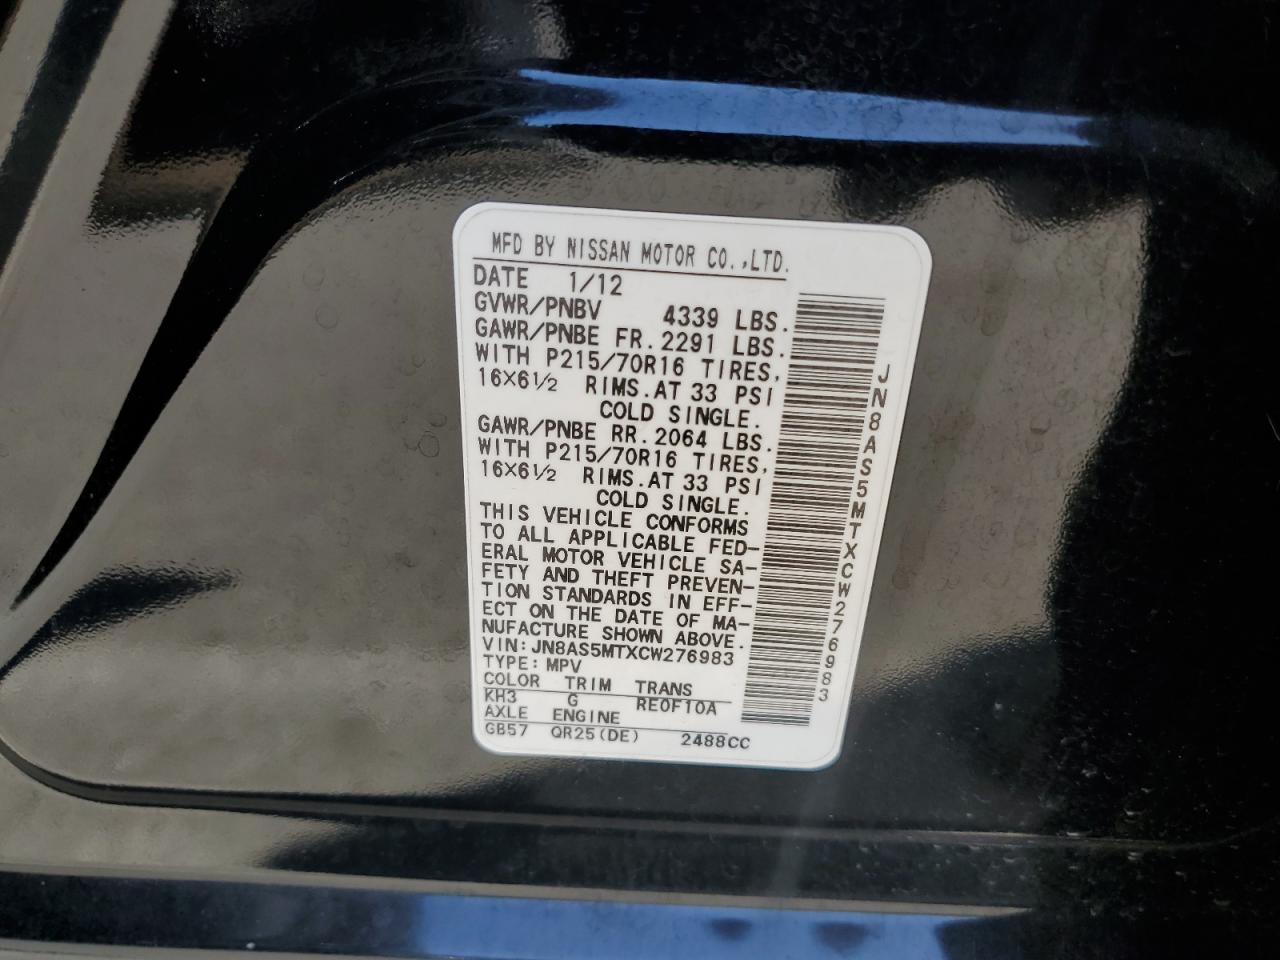 MFD BY NISSAN MOTOR CO.,LTD.
DATE 1/12
GVWR/PNBV 4339 LBS.
GAWR/PNBE FR. 2291 LBS.
WITH P215/70R16 TIRES,
16×6½ RIMS. AT 33 PSI
COLD SINGLE.
GAWR/PNBE RR. 2064 LBS.
WITH P215/70R16 TIRES,
16×6½ RIMS. AT 33 PSI
COLD SINGLE.
THIS VEHICLE CONFORMS
TO ALL APPLICABLE FED-
ERAL MOTOR VEHICLE SA-
FETY AND THEFT PREVEN-
TION STANDARDS IN EFF-
ECT ON THE DATE OF MA-
NUFACTURE SHOWN ABOVE.
VIN: JN8AS5MTXCW276983
TYPE: MPV
COLOR TRIM TRANS
KH3 G RE0F10A
AXLE ENGINE
GB57 QR25(DE) 2488CC
JN8AS5MTXCW276983